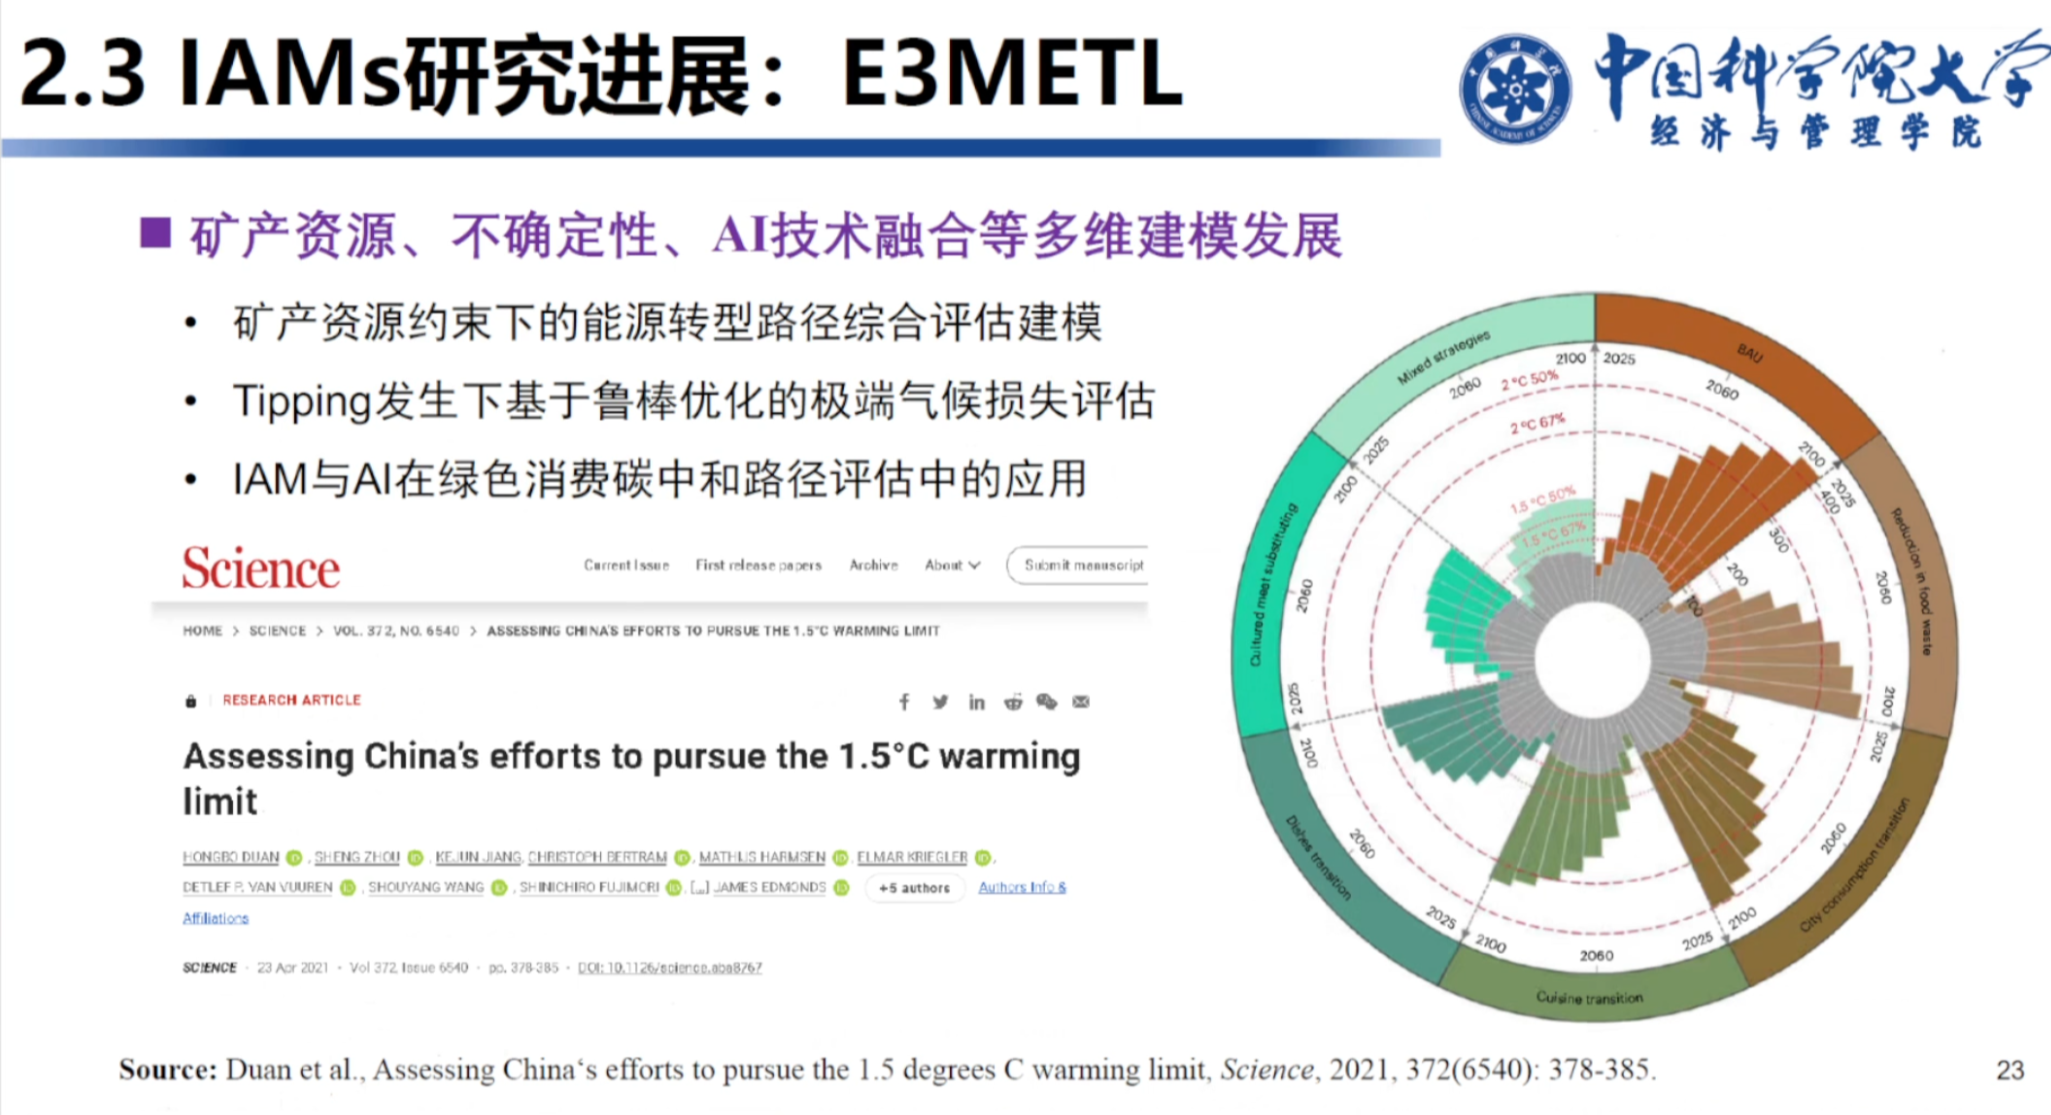 2.3 IAMs研究进展：E3METL
中国科学院大学
经济与管理学院
■ 矿产资源、不确定性、AI技术融合等多维建模发展
• 矿产资源约束下的能源转型路径综合评估建模
• Tipping发生下基于鲁棒优化的极端气候损失评估
• IAM与AI在绿色消费碳中和路径评估中的应用
Science
Current Issue First release papers Archive About Submit manuscript
HOME > SCIENCE > VOL. 372, NO. 6540 > ASSESSING CHINA'S EFFORTS TO PURSUE THE 1.5°C WARMING LIMIT
RESEARCH ARTICLE
Assessing China's efforts to pursue the 1.5°C warming
limit
HONGBO DUAN, SHENG ZHOU, KEJUN JIANG, CHRISTOPH BERTRAM, MATHIJS HARMSEN, ELMAR KRIEGLER,
DETLEF P. VAN VUUREN, SHOUYANG WANG, SHINICHIRO FUJIMORI, [...] JAMES EDMONDS +5 authors Authors Info &
Affiliations
SCIENCE · 23 Apr 2021 · Vol 372, Issue 6540 · pp. 378-385 · DOI: 10.1126/science.aba8767
Mixed strategies
BAU
Reduction in food waste
City consumption transition
Cuisine transition
Dishes transition
Cultured meat substituting
2025
2060
2100
2025
2060
2100
2025
2060
2100
2025
2060
2100
2025
2060
2100
2025
2060
2100
2025
2060
2100
2 °C 50%
2 °C 67%
1.5 °C 50%
1.5 °C 67%
400
300
200
100
Source: Duan et al., Assessing China‘s efforts to pursue the 1.5 degrees C warming limit, Science, 2021, 372(6540): 378-385.
23